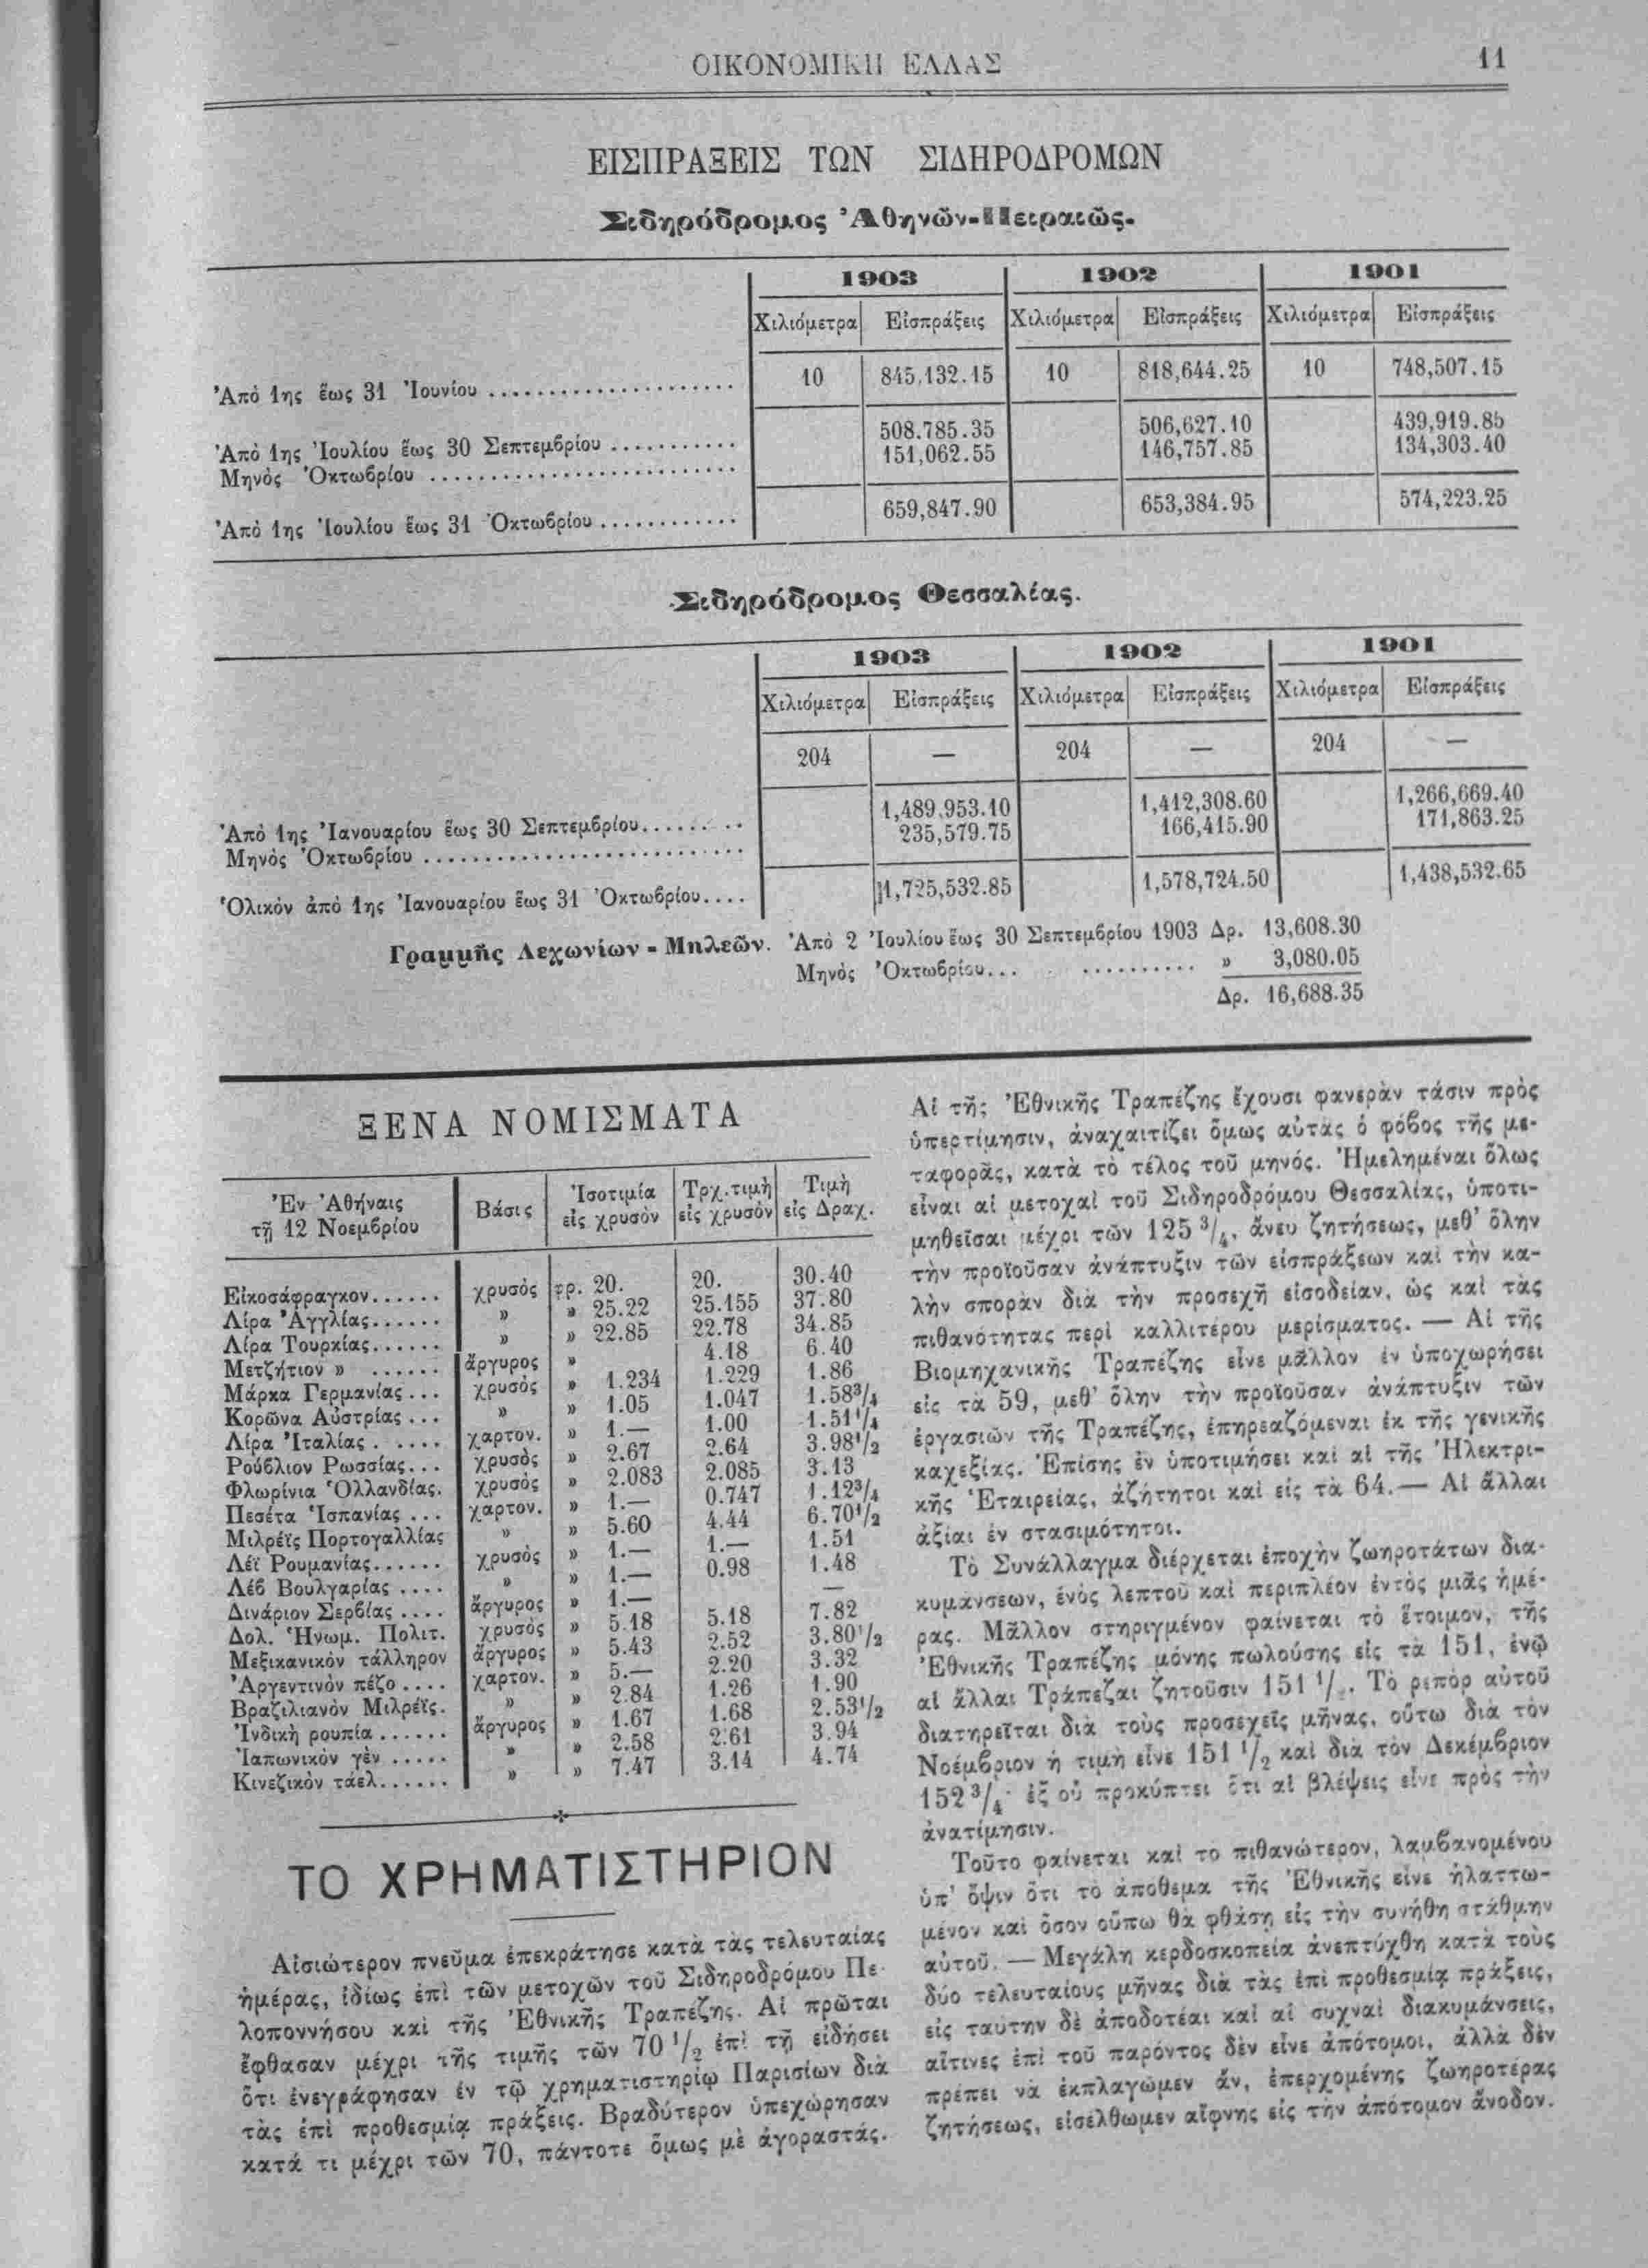 ΟΙΚΟΝΟΜΙΚΗ ΕΛΛΑΣ 11
ΕΙΣΠΡΑΞΕΙΣ ΤΩΝ ΣΙΔΗΡΟΔΡΟΜΩΝ
Σιδηρόδρομος Ἀθηνῶν-Πειραιῶς.
1903 1902 1901
Χιλιόμετρα Εἰσπράξεις Χιλιόμετρα Εἰσπράξεις Χιλιόμετρα Εἰσπράξεις
Ἀπὸ 1ης ἕως 31 Ἰουνίου .................... 10 845,132.15 10 818,644.25 10 748,507.15
Ἀπὸ 1ης Ἰουλίου ἕως 30 Σεπτεμβρίου ........... 508.785.35 506,627.10 439,919.85
Μηνὸς Ὀκτωβρίου ........................ 151,062.55 146,757.85 134,303.40
Ἀπὸ 1ης Ἰουλίου ἕως 31 Ὀκτωβρίου ............ 659,847.90 653,384.95 574,223.25
Σιδηρόδρομος Θεσσαλίας.
1903 1902 1901
Χιλιόμετρα Εἰσπράξεις Χιλιόμετρα Εἰσπράξεις Χιλιόμετρα Εἰσπράξεις
204 — 204 — 204 —
Ἀπὸ 1ης Ἰανουαρίου ἕως 30 Σεπτεμβρίου........ 1,489,953.10 1,412,308.60 1,266,669.40
Μηνὸς Ὀκτωβρίου .......................... 235,579.75 166,415.90 171,863.25
Ὁλικὸν ἀπὸ 1ης Ἰανουαρίου ἕως 31 Ὀκτωβρίου.... 1,725,532.85 1,578,724.50 1,438,532.65
Γραμμῆς Λεχωνίων - Μηλεῶν. Ἀπὸ 2 Ἰουλίου ἕως 30 Σεπτεμβρίου 1903 Δρ. 13,608.30
Μηνὸς Ὀκτωβρίου... .......... » 3,080.05
Δρ. 16,688.35
ΞΕΝΑ ΝΟΜΙΣΜΑΤΑ
Ἐν Ἀθήναις τῇ 12 Νοεμβρίου Βάσις Ἰσοτιμία εἰς χρυσὸν Τρχ. τιμὴ εἰς χρυσὸν Τιμὴ εἰς Δραχ.
Εἰκοσάφραγκον...... χρυσὸς φρ. 20. 20. 30.40
Λίρα Ἀγγλίας...... » » 25.22 25.155 37.80
Λίρα Τουρκίας...... » » 22.85 22.78 34.85
Μετζήτιον » ...... ἄργυρος » 4.18 6.40
Μάρκα Γερμανίας... χρυσὸς » 1.234 1.229 1.86
Κορῶνα Αὐστρίας... » » 1.05 1.047 1.58³/₄
Λίρα Ἰταλίας. ..... χαρτον. » 1.— 1.00 1.51¹/₄
Ρούβλιον Ρωσσίας... χρυσὸς » 2.67 2.64 3.98¹/₂
Φλωρίνια Ὁλλανδίας. χρυσὸς » 2.083 2.085 3.13
Πεσέτα Ἱσπανίας ... χαρτον. » 1.— 0.747 1.12³/₄
Μιλρέϊς Πορτογαλλίας » » 5.60 4.44 6.70¹/₂
Λέϊ Ρουμανίας...... χρυσὸς » 1.— 1.— 1.51
Λὲβ Βουλγαρίας .... » » 1.— 0.98 1.48
Δινάριον Σερβίας .... ἄργυρος » 1.— —
Δολ. Ἡνωμ. Πολιτ. χρυσὸς » 5.18 5.18 7.82
Μεξικανικὸν τάλληρον ἄργυρος » 5.43 2.52 3.80¹/₂
Ἀργεντινὸν πέζο .... χαρτον. » 5.— 2.20 3.32
Βραζιλιανὸν Μιλρέϊς. » » 2.84 1.26 1.90
Ἰνδικὴ ρουπία...... ἄργυρος » 1.67 1.68 2.53¹/₂
Ἰαπωνικὸν γὲν ..... » » 2.58 2.61 3.94
Κινεζικὸν τάελ...... » » 7.47 3.14 4.74
ΤΟ ΧΡΗΜΑΤΙΣΤΗΡΙΟΝ
Αἰσιώτερον πνεῦμα ἐπεκράτησε κατὰ τὰς τελευταίας
ἡμέρας, ἰδίως ἐπὶ τῶν μετοχῶν τοῦ Σιδηροδρόμου Πε-
λοποννήσου καὶ τῆς Ἐθνικῆς Τραπέζης. Αἱ πρῶται
ἔφθασαν μέχρι τῆς τιμῆς τῶν 70 ¹/₂ ἐπὶ τῇ εἰδήσει
ὅτι ἐνεγράφησαν ἐν τῷ χρηματιστηρίῳ Παρισίων διὰ
τὰς ἐπὶ προθεσμίᾳ πράξεις. Βραδύτερον ὑπεχώρησαν
κατά τι μέχρι τῶν 70, πάντοτε ὅμως μὲ ἀγοραστάς.
Αἱ τῆς Ἐθνικῆς Τραπέζης ἔχουσι φανερὰν τάσιν πρὸς
ὑπερτίμησιν, ἀναχαιτίζει ὅμως αὐτὰς ὁ φόβος τῆς με-
ταφορᾶς, κατὰ τὸ τέλος τοῦ μηνός. Ἠμελημέναι ὅλως
εἶναι αἱ μετοχαὶ τοῦ Σιδηροδρόμου Θεσσαλίας, ὑποτι-
μηθεῖσαι μέχρι τῶν 125 ³/₄, ἄνευ ζητήσεως, μεθ' ὅλην
τὴν προϊοῦσαν ἀνάπτυξιν τῶν εἰσπράξεων καὶ τὴν κα-
λὴν σπορὰν διὰ τὴν προσεχῆ εἰσοδείαν, ὡς καὶ τὰς
πιθανότητας περὶ καλλιτέρου μερίσματος. — Αἱ τῆς
Βιομηχανικῆς Τραπέζης εἶνε μᾶλλον ἐν ὑποχωρήσει
εἰς τὰ 59, μεθ' ὅλην τὴν προϊοῦσαν ἀνάπτυξιν τῶν
ἐργασιῶν τῆς Τραπέζης, ἐπηρεαζόμεναι ἐκ τῆς γενικῆς
καχεξίας. Ἐπίσης ἐν ὑποτιμήσει καὶ αἱ τῆς Ἠλεκτρι-
κῆς Ἑταιρείας, ἀζήτητοι καὶ εἰς τὰ 64.— Αἱ ἄλλαι
ἀξίαι ἐν στασιμότητοι.
Τὸ Συνάλλαγμα διέρχεται ἐποχὴν ζωηροτάτων δια-
κυμάνσεων, ἑνὸς λεπτοῦ καὶ περιπλέον ἐντὸς μιᾶς ἡμέ-
ρας. Μᾶλλον στηριγμένον φαίνεται τὸ ἕτοιμον, τῆς
Ἐθνικῆς Τραπέζης μόνης πωλούσης εἰς τὰ 151, ἐνῷ
αἱ ἄλλαι Τράπεζαι ζητοῦσιν 151 ¹/₂. Τὸ ρεπὸρ αὐτοῦ
διατηρεῖται διὰ τοὺς προσεχεῖς μῆνας, οὕτω διὰ τὸν
Νοέμβριον ἡ τιμὴ εἶνε 151 ¹/₂ καὶ διὰ τὸν Δεκέμβριον
152 ³/₄· ἐξ οὗ προκύπτει ὅτι αἱ βλέψεις εἶνε πρὸς τὴν
ἀνατίμησιν.
Τοῦτο φαίνεται καὶ τὸ πιθανώτερον, λαμβανομένου
ὑπ' ὄψιν ὅτι τὸ ἀπόθεμα τῆς Ἐθνικῆς εἶνε ἠλαττω-
μένον καὶ ὅσον οὔπω θὰ φθάσῃ εἰς τὴν συνήθη στάθμην
αὐτοῦ. — Μεγάλη κερδοσκοπεία ἀνεπτύχθη κατὰ τοὺς
δύο τελευταίους μῆνας διὰ τὰς ἐπὶ προθεσμίᾳ πράξεις,
εἰς ταύτην δὲ ἀποδοτέαι καὶ αἱ συχναὶ διακυμάνσεις,
αἵτινες ἐπὶ τοῦ παρόντος δὲν εἶνε ἀπότομοι, ἀλλὰ δὲν
πρέπει νὰ ἐκπλαγῶμεν ἄν, ἐπερχομένης ζωηροτέρας
ζητήσεως, εἰσέλθωμεν αἴφνης εἰς τὴν ἀπότομον ἄνοδον.